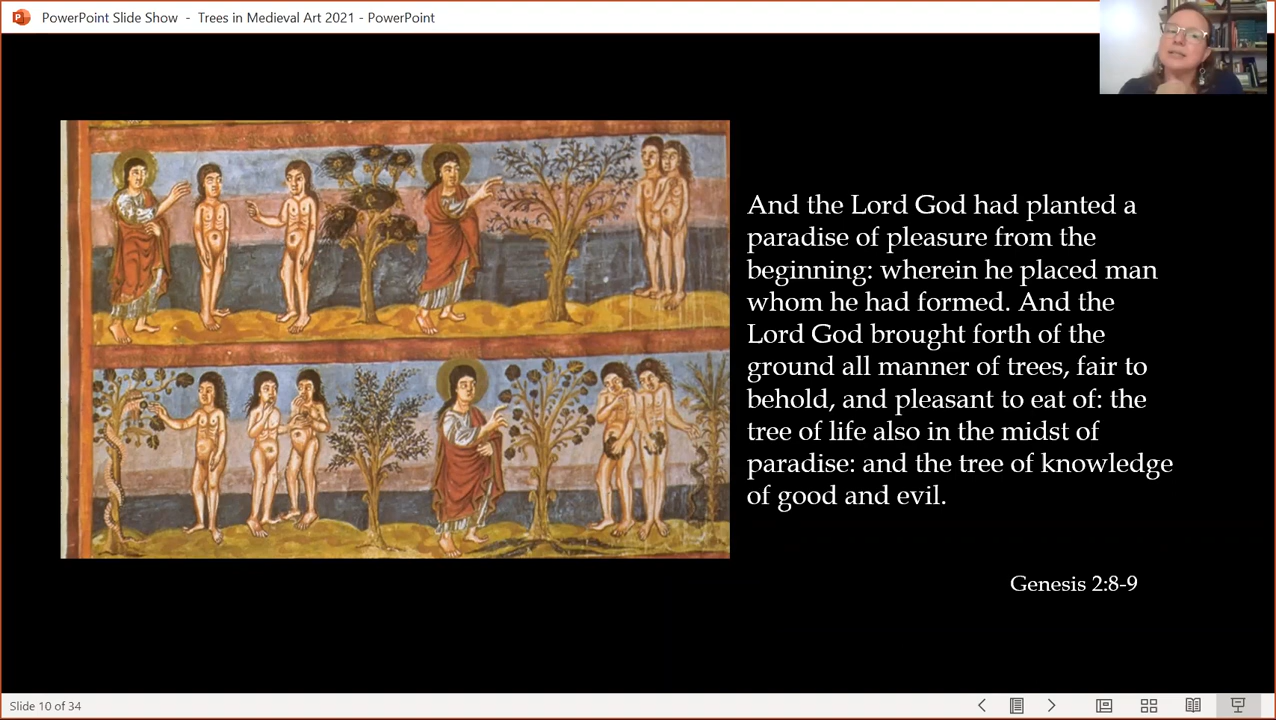 PowerPoint Slide Show - Trees in Medieval Art 2021 - PowerPoint
And the Lord God had planted a
paradise of pleasure from the
beginning: wherein he placed man
whom he had formed. And the
Lord God brought forth of the
ground all manner of trees, fair to
behold, and pleasant to eat of: the
tree of life also in the midst of
paradise: and the tree of knowledge
of good and evil.
Genesis 2:8-9
Slide 10 of 34